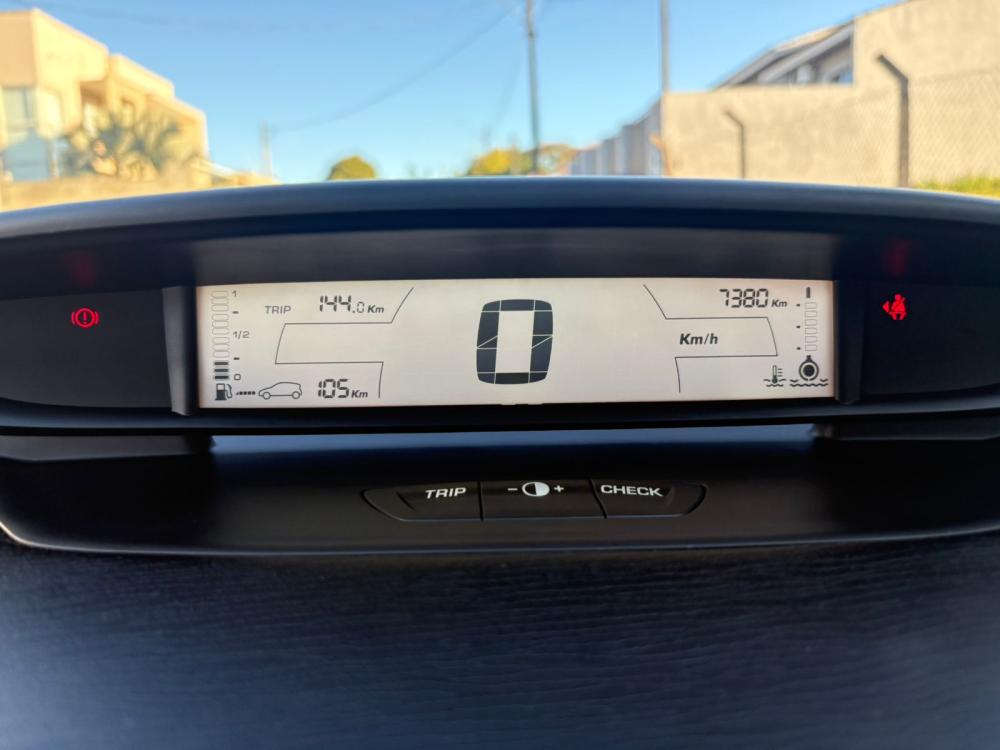 1
TRIP 144.0 Km
7380 Km
1/2
0
Km/h
0
105 Km
TRIP - + CHECK